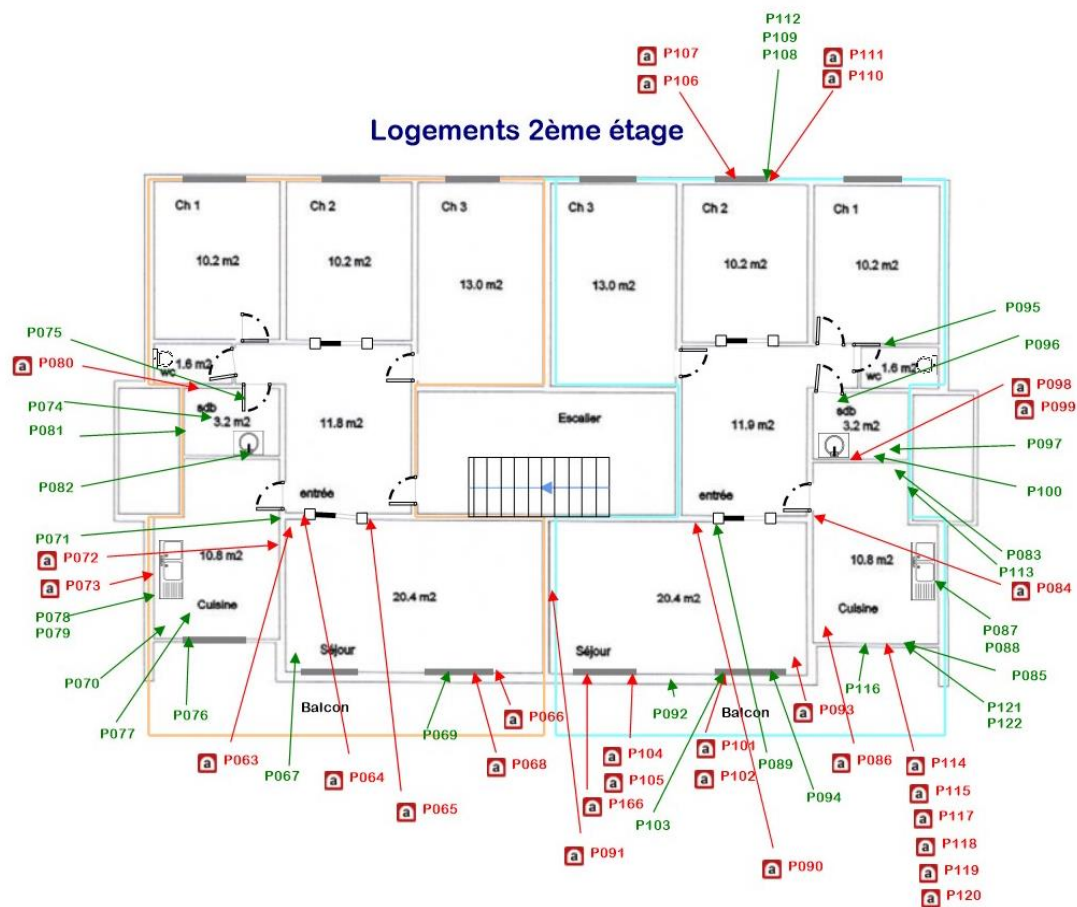 P112
P109
P108
a P107
a P106
a P111
a P110
Logements 2ème étage
Ch 1
Ch 2
Ch 3
Ch 3
Ch 2
Ch 1
10.2 m2
10.2 m2
13.0 m2
13.0 m2
10.2 m2
10.2 m2
P075
a P080
P074
P081
P082
P095
P096
a P098
a P099
P097
P100
1.6 m2
wc
1.6 m2
wc
sdb
3.2 m2
sdb
3.2 m2
11.8 m2
Escalier
11.9 m2
entrée
entrée
P071
a P072
a P073
P078
P079
P070
P077
P076
P083
P113
a P084
P087
P088
P085
P121
P122
P116
10.8 m2
Cuisine
20.4 m2
Séjour
20.4 m2
Séjour
10.8 m2
Cuisine
Balcon
Balcon
a P066
P069
a P068
a P063
P067
a P064
a P065
P092
a P093
a P104
a P105
a P166
a P101
a P102
P103
P089
P094
a P091
a P090
a P086
a P114
a P115
a P117
a P118
a P119
a P120